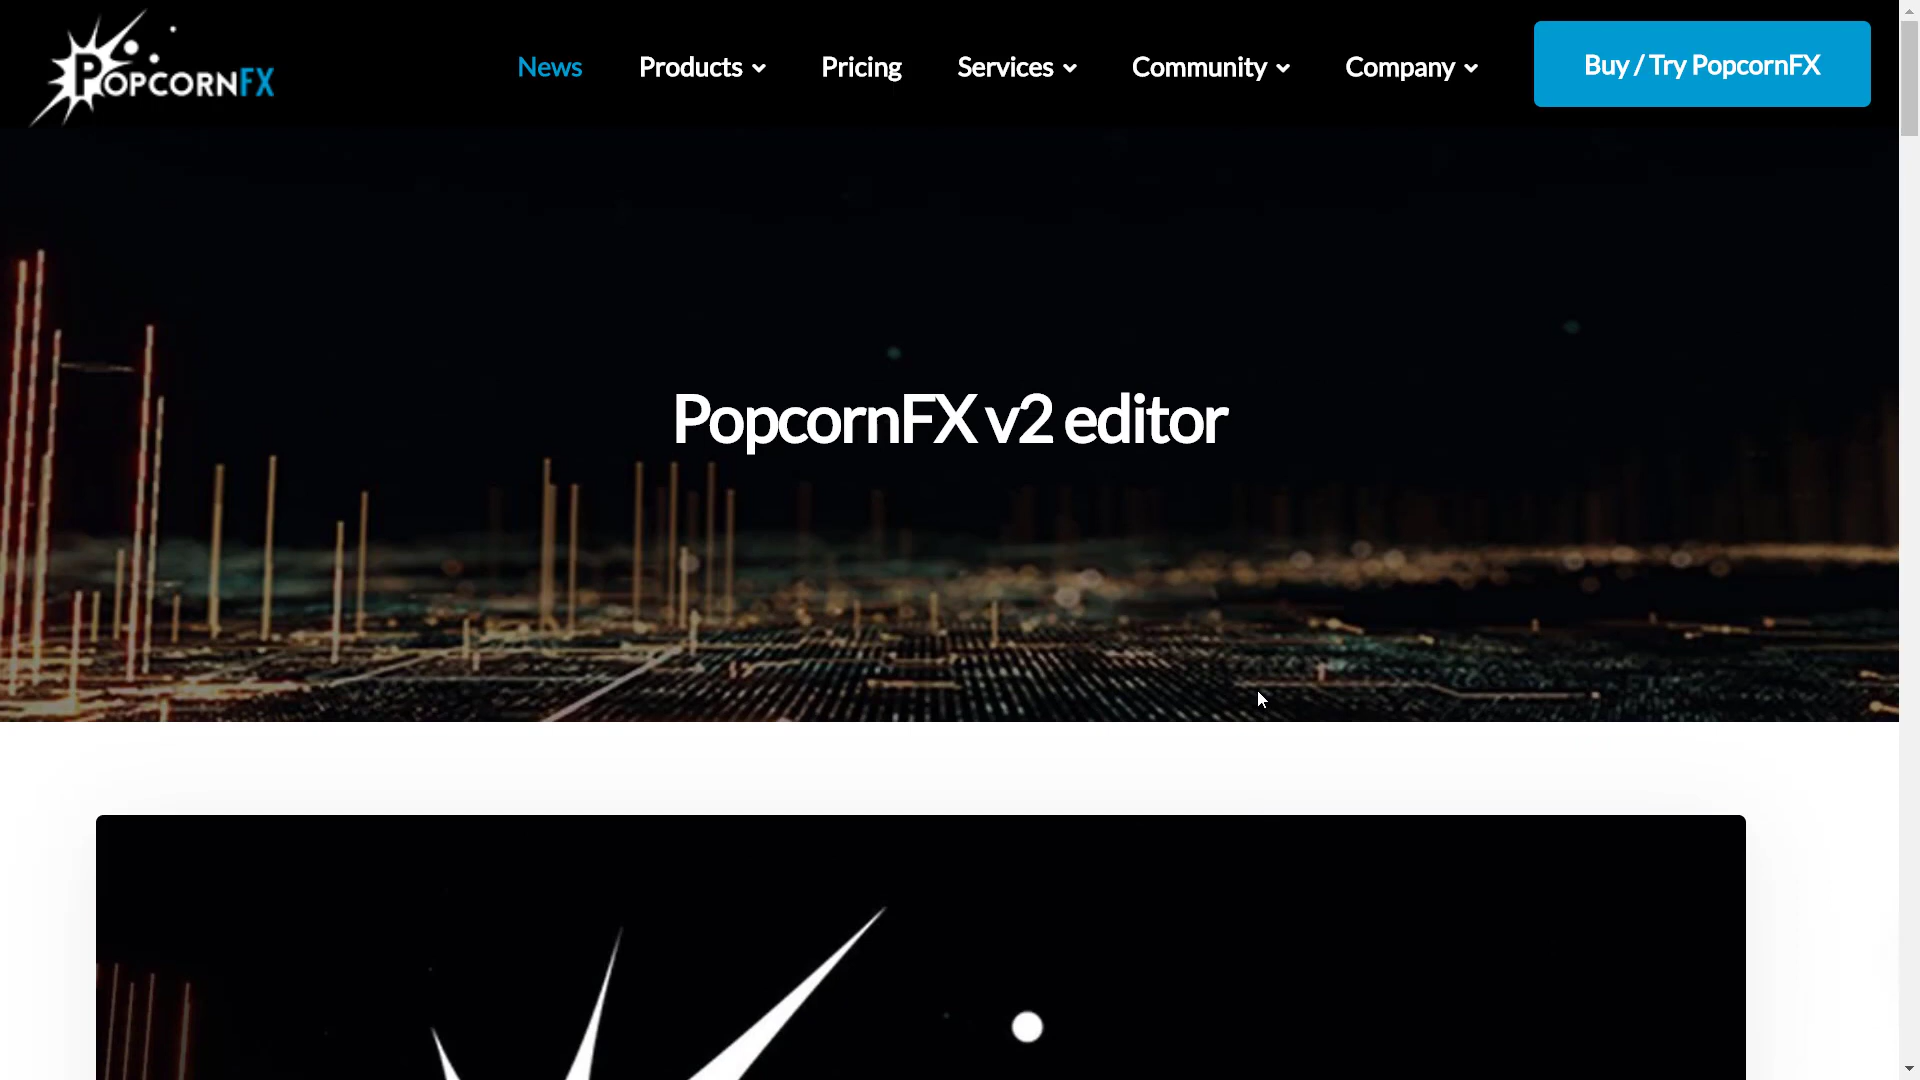 POPCORNFX
News
Products
Pricing
Services
Community
Company
Buy / Try PopcornFX
PopcornFX v2 editor